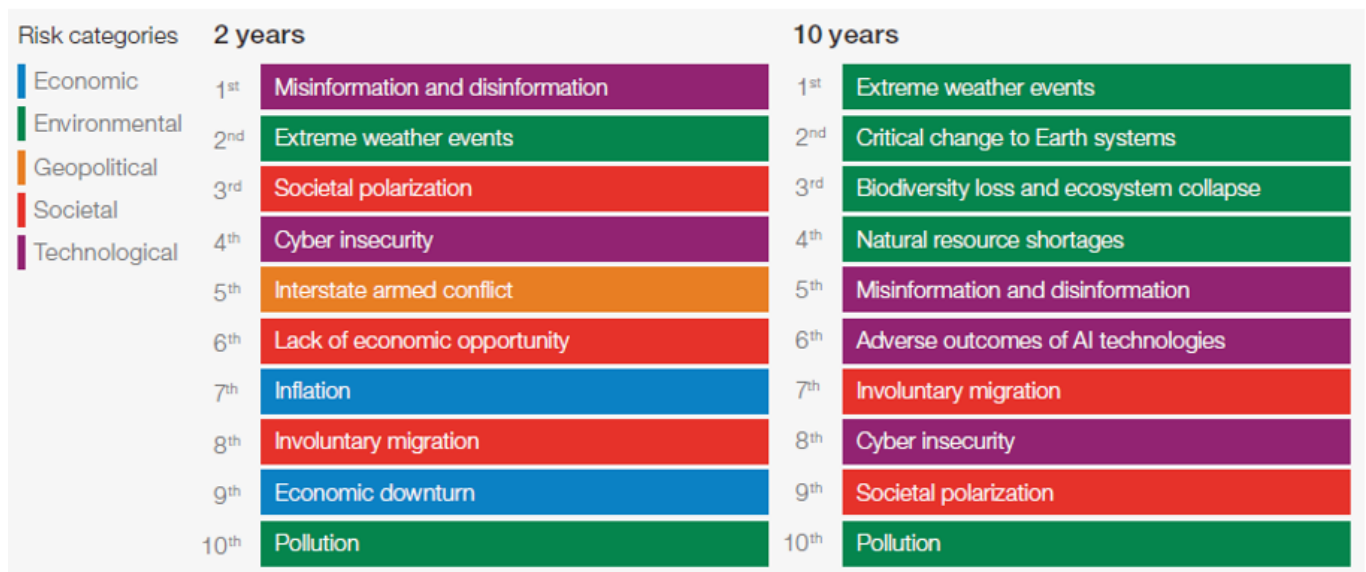 Risk categories
Economic
Environmental
Geopolitical
Societal
Technological
2 years
1st Misinformation and disinformation
2nd Extreme weather events
3rd Societal polarization
4th Cyber insecurity
5th Interstate armed conflict
6th Lack of economic opportunity
7th Inflation
8th Involuntary migration
9th Economic downturn
10th Pollution
10 years
1st Extreme weather events
2nd Critical change to Earth systems
3rd Biodiversity loss and ecosystem collapse
4th Natural resource shortages
5th Misinformation and disinformation
6th Adverse outcomes of AI technologies
7th Involuntary migration
8th Cyber insecurity
9th Societal polarization
10th Pollution